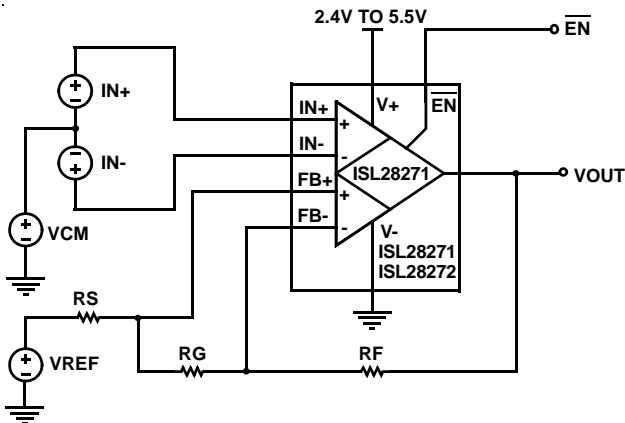 2.4V TO 5.5V
EN
IN+
IN+
V+
EN
+
IN-
-
IN-
ISL28271
FB+
+
VOUT
FB-
-
VCM
V-
ISL28271
ISL28272
RS
VREF
RG
RF